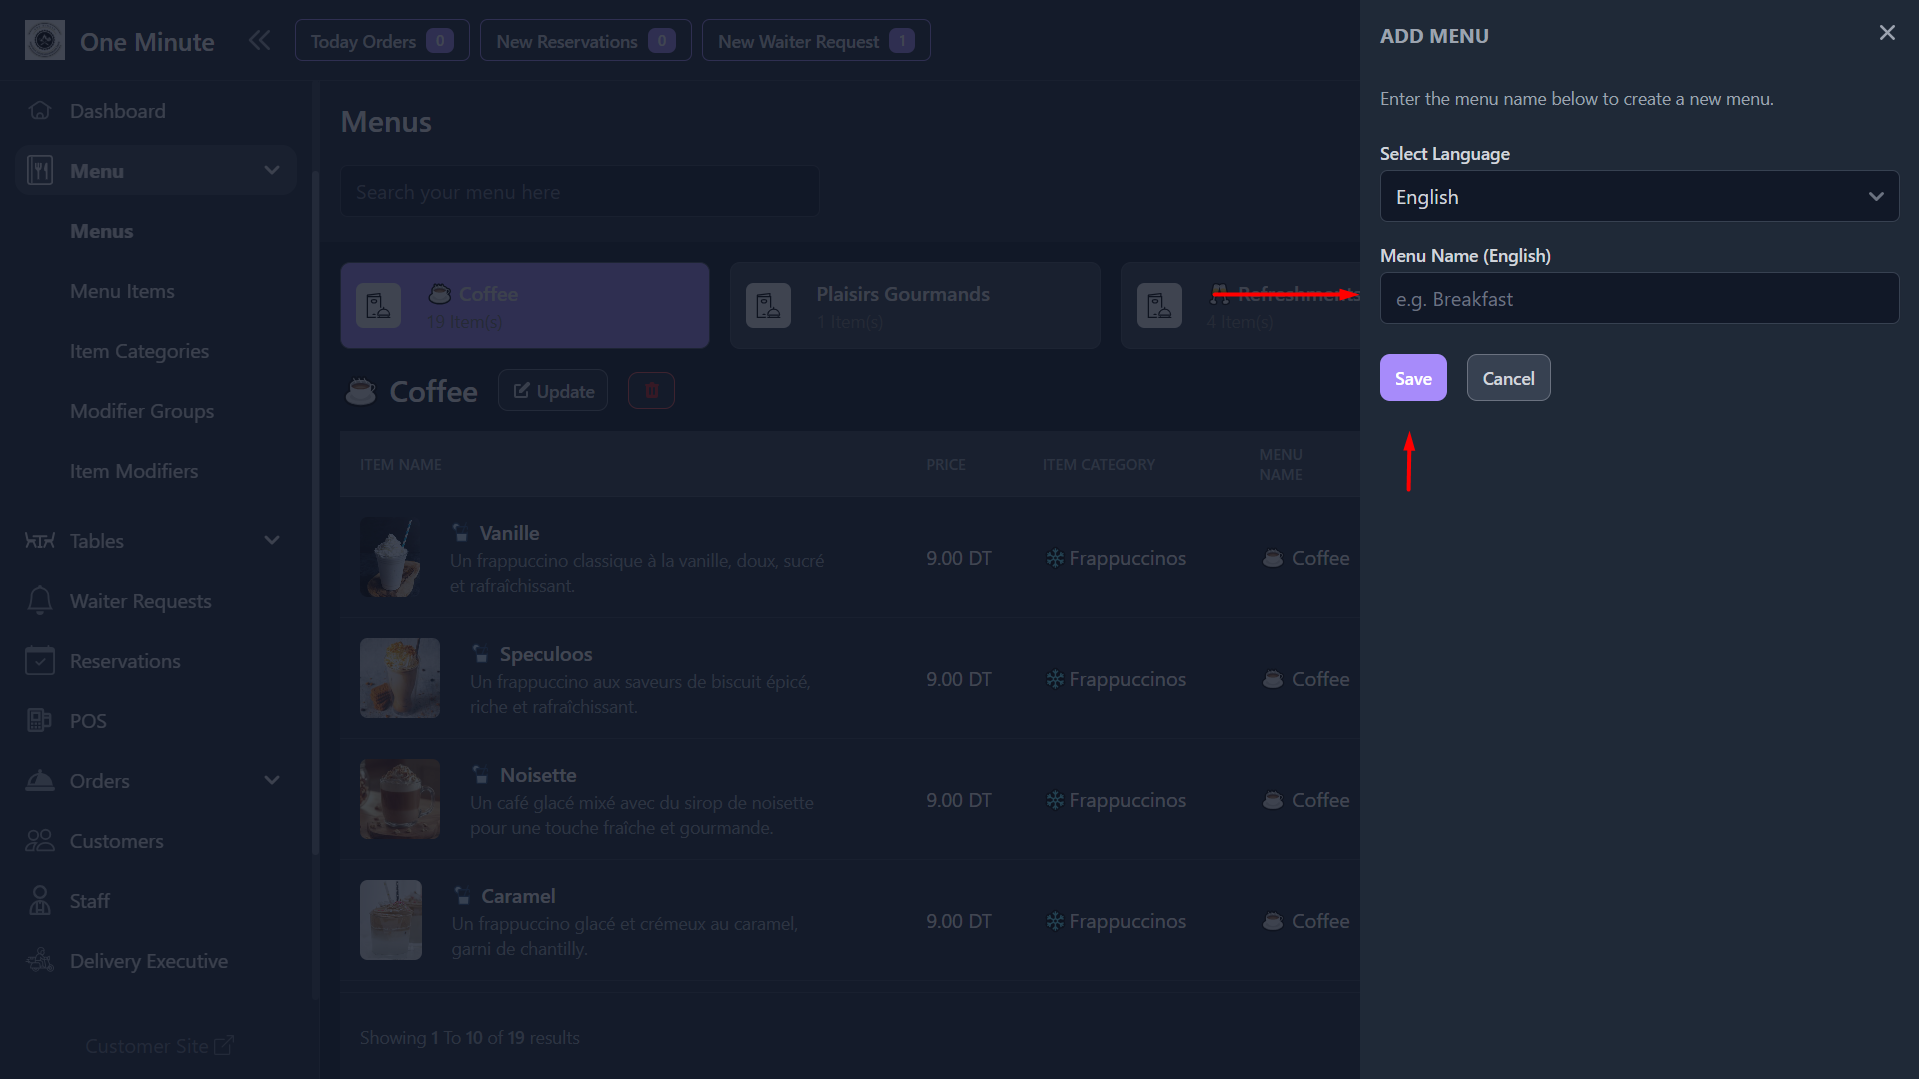 One Minute
Today Orders 0
New Reservations 0
New Waiter Request 1
Dashboard
Menu
Menus
Menu Items
Item Categories
Modifier Groups
Item Modifiers
Tables
Waiter Requests
Reservations
POS
Orders
Customers
Staff
Delivery Executive
Customer Site
Menus
Search your menu here
Coffee
19 Item(s)
Plaisirs Gourmands
1 Item(s)
Refreshments
4 Item(s)
Coffee
Update
ITEM NAME PRICE ITEM CATEGORY MENU
NAME
Vanille
Un frappuccino classique à la vanille, doux, sucré
et rafraîchissant.
9.00 DT Frappuccinos Coffee
Speculoos
Un frappuccino aux saveurs de biscuit épicé,
riche et rafraîchissant.
9.00 DT Frappuccinos Coffee
Noisette
Un café glacé mixé avec du sirop de noisette
pour une touche fraîche et gourmande.
9.00 DT Frappuccinos Coffee
Caramel
Un frappuccino glacé et crémeux au caramel,
garni de chantilly.
9.00 DT Frappuccinos Coffee
Showing 1 To 10 of 19 results
ADD MENU
Enter the menu name below to create a new menu.
Select Language
English
Menu Name (English)
e.g. Breakfast
Save
Cancel